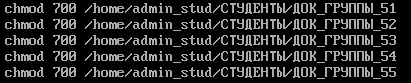 chmod 700 /home/admin_stud/СТУДЕНТЫ/ДОК_ГРУППЫ_51
chmod 700 /home/admin_stud/СТУДЕНТЫ/ДОК_ГРУППЫ_52
chmod 700 /home/admin_stud/СТУДЕНТЫ/ДОК_ГРУППЫ_53
chmod 700 /home/admin_stud/СТУДЕНТЫ/ДОК_ГРУППЫ_54
chmod 700 /home/admin_stud/СТУДЕНТЫ/ДОК_ГРУППЫ_55